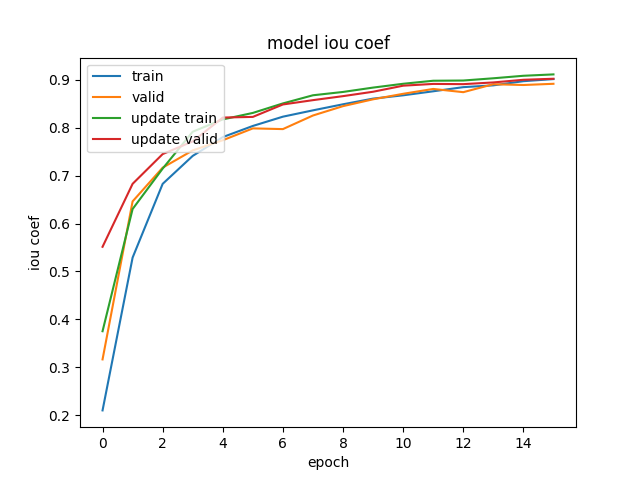 model iou coef
train
valid
update train
update valid
iou coef
0.9
0.8
0.7
0.6
0.5
0.4
0.3
0.2
0 2 4 6 8 10 12 14
epoch